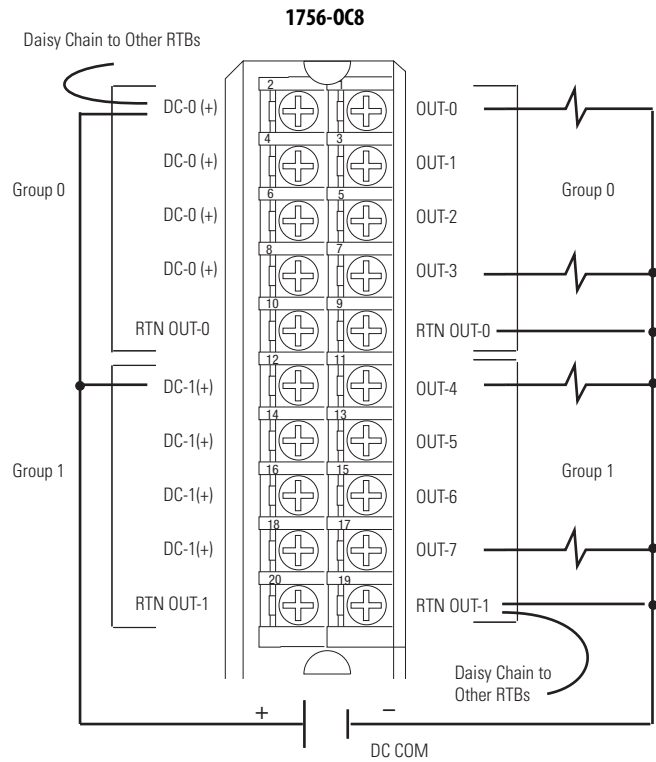 1756-OC8
Daisy Chain to Other RTBs
2 1
DC-0 (+) OUT-0
4 3
DC-0 (+) OUT-1
Group 0 Group 0
6 5
DC-0 (+) OUT-2
8 7
DC-0 (+) OUT-3
10 9
RTN OUT-0 RTN OUT-0
12 11
DC-1(+) OUT-4
14 13
DC-1(+) OUT-5
Group 1 Group 1
16 15
DC-1(+) OUT-6
18 17
DC-1(+) OUT-7
20 19
RTN OUT-1 RTN OUT-1
Daisy Chain to
Other RTBs
+ –
DC COM